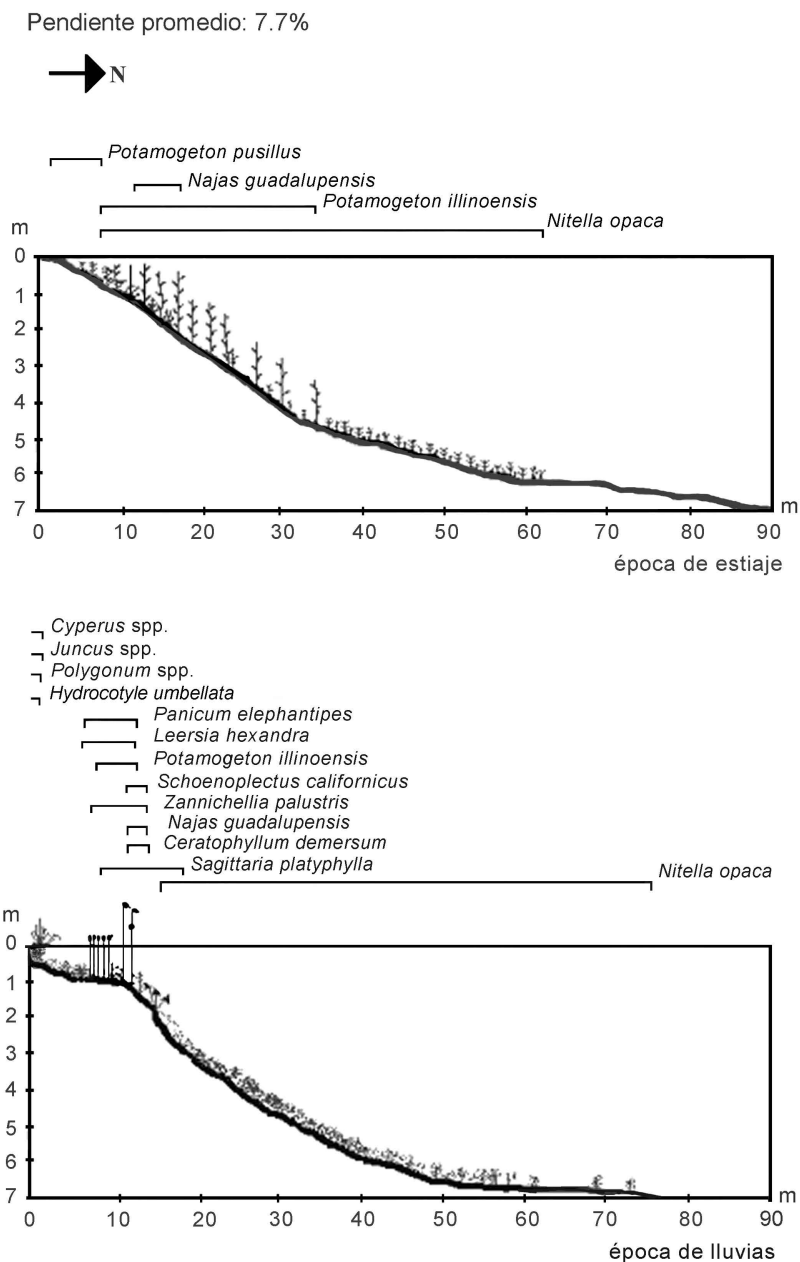 Pendiente promedio: 7.7%
N
Potamogeton pusillus
Najas guadalupensis
Potamogeton illinoensis
Nitella opaca
m
0
1
2
3
4
5
6
7
0 10 20 30 40 50 60 70 80 90 m
época de estiaje
Cyperus spp.
Juncus spp.
Polygonum spp.
Hydrocotyle umbellata
Panicum elephantipes
Leersia hexandra
Potamogeton illinoensis
Schoenoplectus californicus
Zannichellia palustris
Najas guadalupensis
Ceratophyllum demersum
Sagittaria platyphylla
Nitella opaca
m
0
1
2
3
4
5
6
7
0 10 20 30 40 50 60 70 80 90 m
época de lluvias